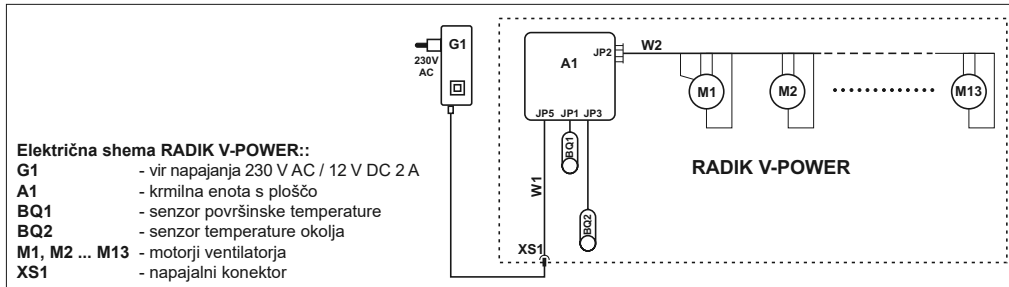 G1
230V
AC
A1
JP2
W2
JP5 JP1 JP3
M1
M2
M13
BQ1
W1
BQ2
XS1
RADIK V-POWER
Električna shema RADIK V-POWER::
G1 - vir napajanja 230 V AC / 12 V DC 2 A
A1 - krmilna enota s ploščo
BQ1 - senzor površinske temperature
BQ2 - senzor temperature okolja
M1, M2 ... M13 - motorji ventilatorja
XS1 - napajalni konektor